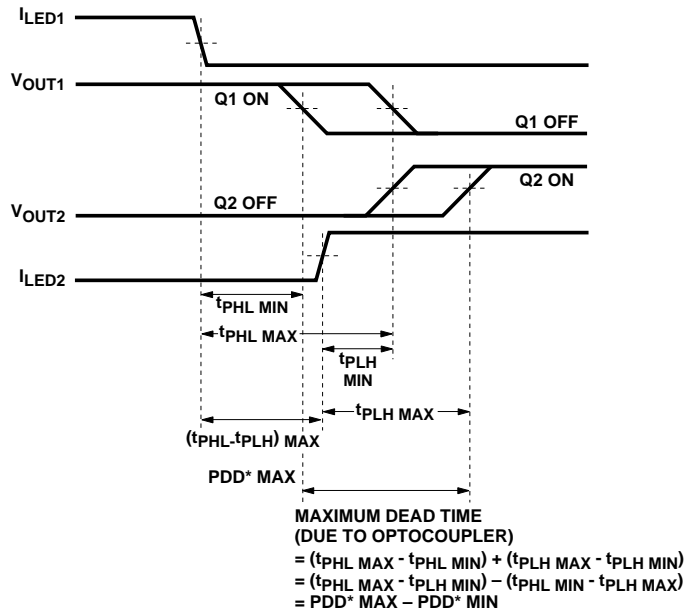 ILED1
VOUT1
Q1 ON
Q1 OFF
Q2 ON
Q2 OFF
VOUT2
ILED2
tPHL MIN
tPHL MAX
tPLH
MIN
tPLH MAX
(tPHL-tPLH) MAX
PDD* MAX
MAXIMUM DEAD TIME
(DUE TO OPTOCOUPLER)
= (tPHL MAX - tPHL MIN) + (tPLH MAX - tPLH MIN)
= (tPHL MAX - tPLH MIN) – (tPHL MIN - tPLH MAX)
= PDD* MAX – PDD* MIN